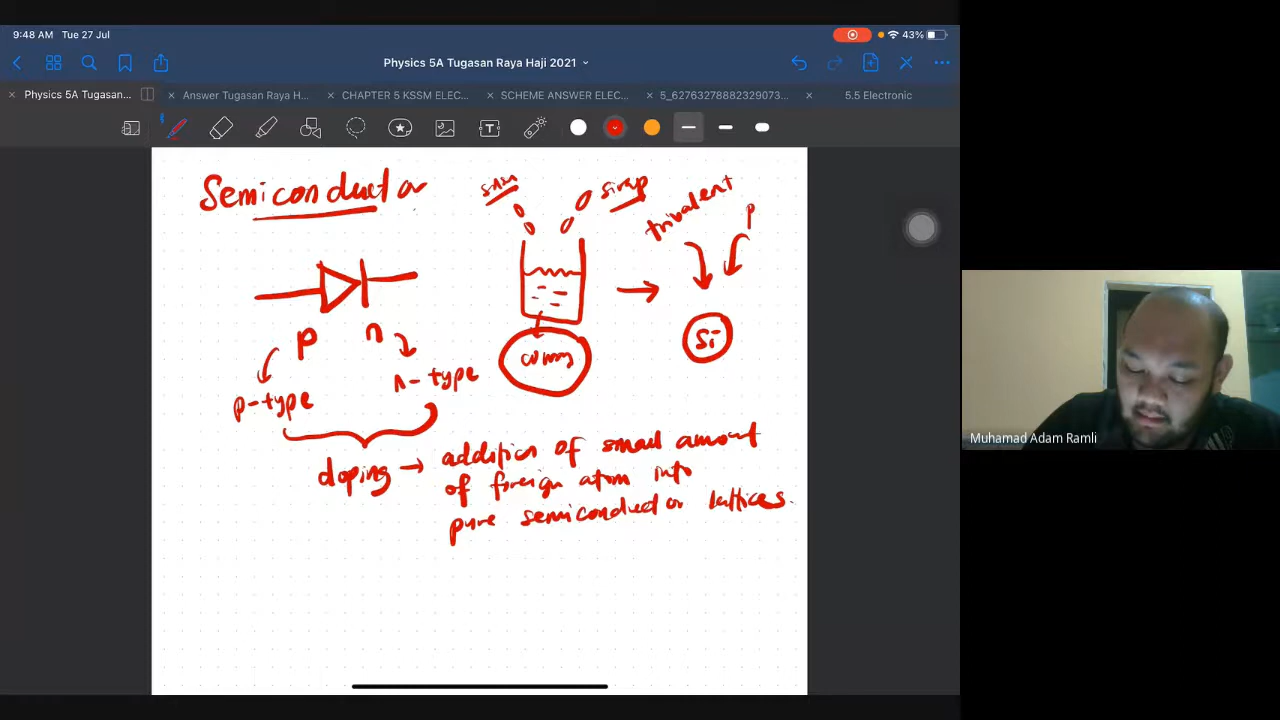 9:48 AM Tue 27 Jul
43%
Physics 5A Tugasan Raya Haji 2021
Physics 5A Tugasan...
Answer Tugasan Raya H...
CHAPTER 5 KSSM ELEC...
SCHEME ANSWER ELEC...
5_62763278882329073...
5.5 Electronic
Semiconductor
susu
sirap
trivalent
P
Si
p n
p-type
n-type
doping → addition of small amount
of foreign atom into
pure semiconductor lattices.
Muhamad Adam Ramli